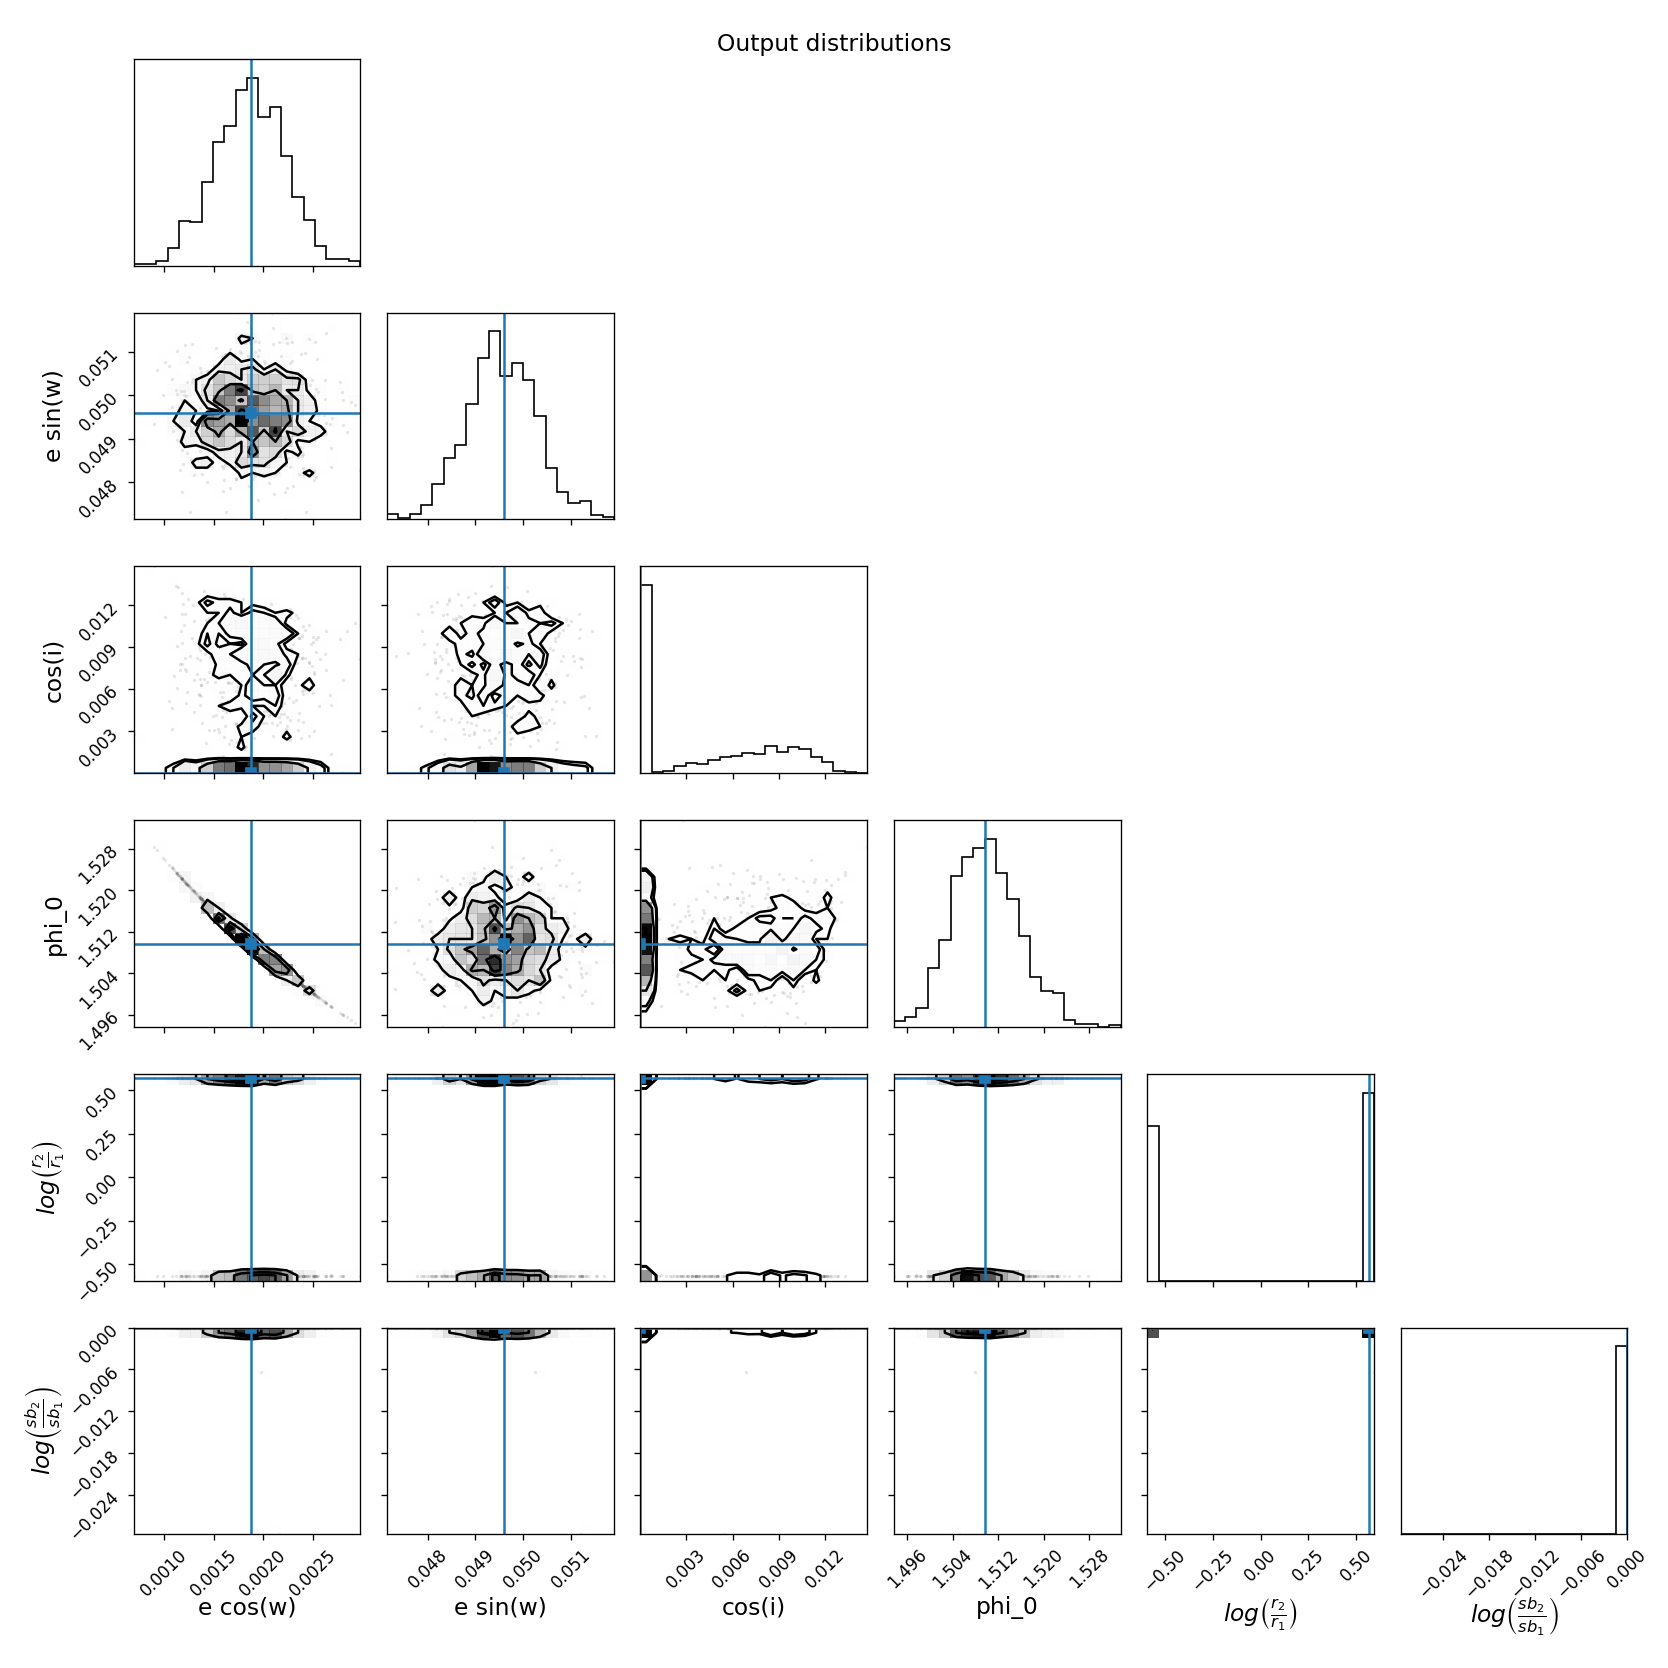 Output distributions
e sin(w)
0.051
0.050
0.049
0.048
cos(i)
0.012
0.009
0.006
0.003
phi_0
1.528
1.520
1.512
1.504
1.496
log(r₂/r₁)
0.50
0.25
0.00
−0.25
−0.50
log(sb₂/sb₁)
0.000
−0.006
−0.012
−0.018
−0.024
0.0010 0.0015 0.0020 0.0025
0.048 0.049 0.050 0.051
0.003 0.006 0.009 0.012
1.496 1.504 1.512 1.520 1.528
−0.50 −0.25 0.00 0.25 0.50
−0.024 −0.018 −0.012 −0.006 0.000
e cos(w) e sin(w) cos(i) phi_0 log(r₂/r₁) log(sb₂/sb₁)